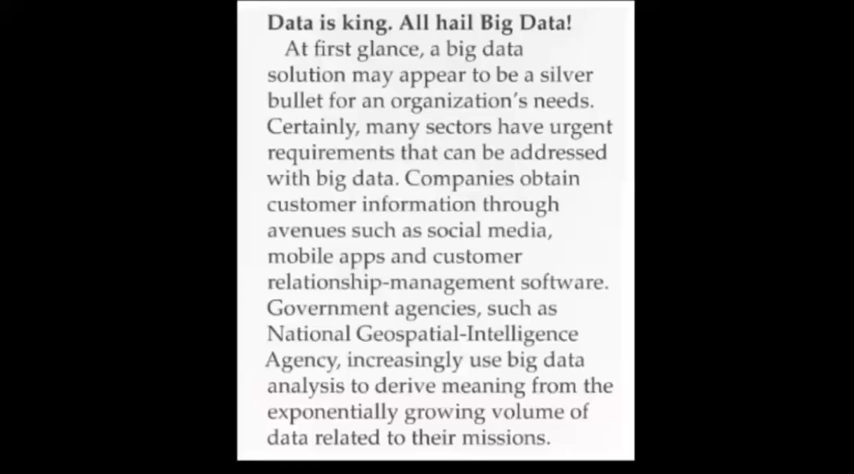 Data is king. All hail Big Data!
At first glance, a big data
solution may appear to be a silver
bullet for an organization's needs.
Certainly, many sectors have urgent
requirements that can be addressed
with big data. Companies obtain
customer information through
avenues such as social media,
mobile apps and customer
relationship-management software.
Government agencies, such as
National Geospatial-Intelligence
Agency, increasingly use big data
analysis to derive meaning from the
exponentially growing volume of
data related to their missions.